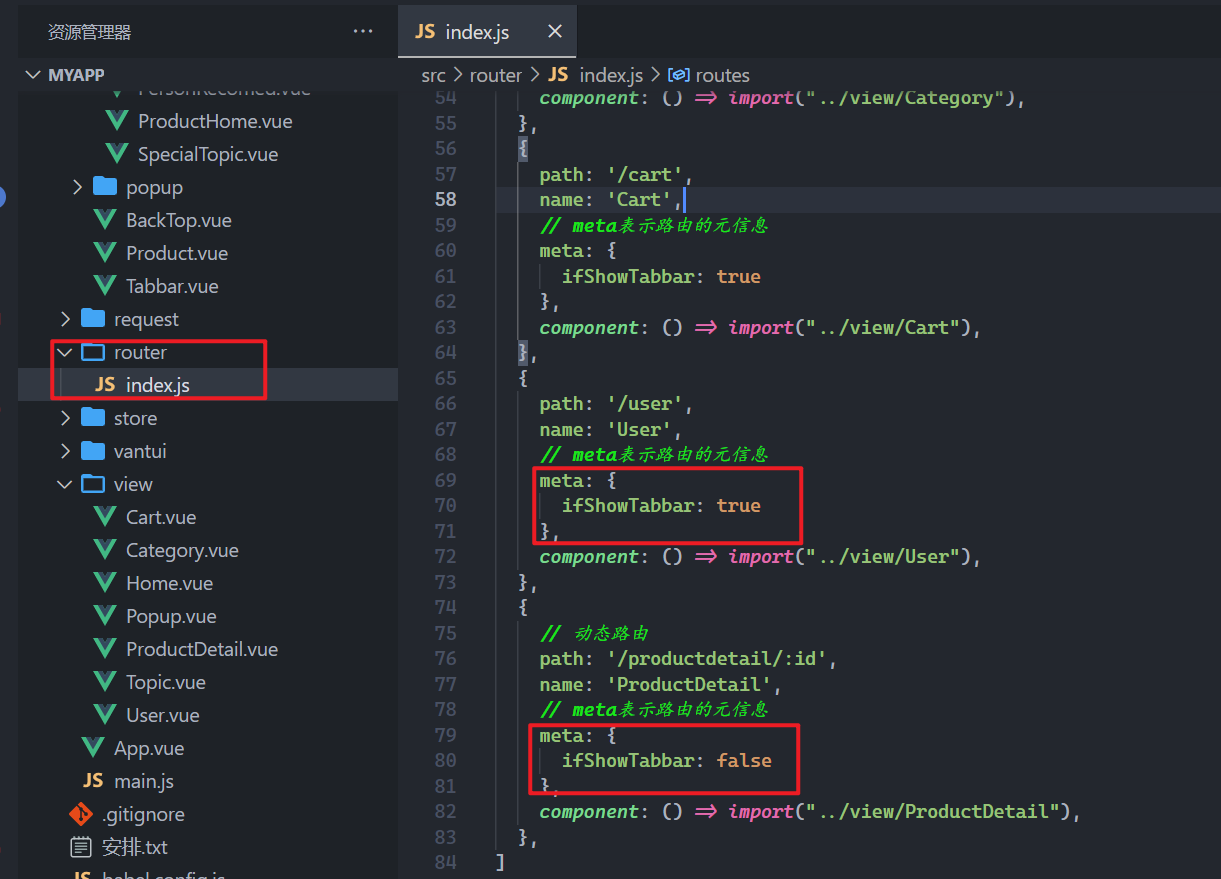 资源管理器
···
MYAPP
PersonRecomed.vue
ProductHome.vue
SpecialTopic.vue
popup
BackTop.vue
Product.vue
Tabbar.vue
request
router
JS index.js
store
vantui
view
Cart.vue
Category.vue
Home.vue
Popup.vue
ProductDetail.vue
Topic.vue
User.vue
App.vue
JS main.js
.gitignore
安排.txt
JS babel.config.js
JS index.js
src > router > JS index.js > routes
54 component: () => import("../view/Category"),
55 },
56 {
57 path: '/cart',
58 name: 'Cart',
59 // meta表示路由的元信息
60 meta: {
61 ifShowTabbar: true
62 },
63 component: () => import("../view/Cart"),
64 },
65 {
66 path: '/user',
67 name: 'User',
68 // meta表示路由的元信息
69 meta: {
70 ifShowTabbar: true
71 },
72 component: () => import("../view/User"),
73 },
74 {
75 // 动态路由
76 path: '/productdetail/:id',
77 name: 'ProductDetail',
78 // meta表示路由的元信息
79 meta: {
80 ifShowTabbar: false
81 },
82 component: () => import("../view/ProductDetail"),
83 },
84 ]